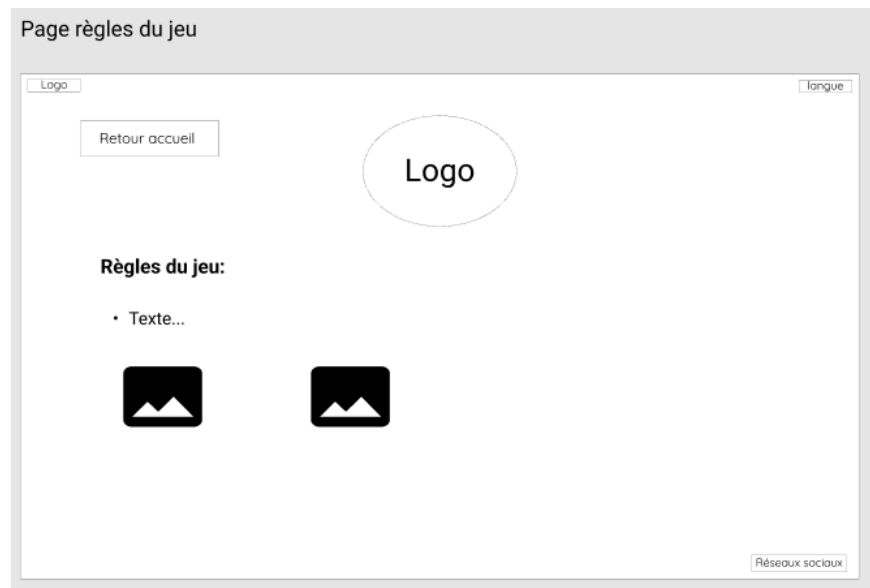 Page règles du jeu
Logo
langue
Retour accueil
Logo
Règles du jeu:
• Texte...
Réseaux sociaux